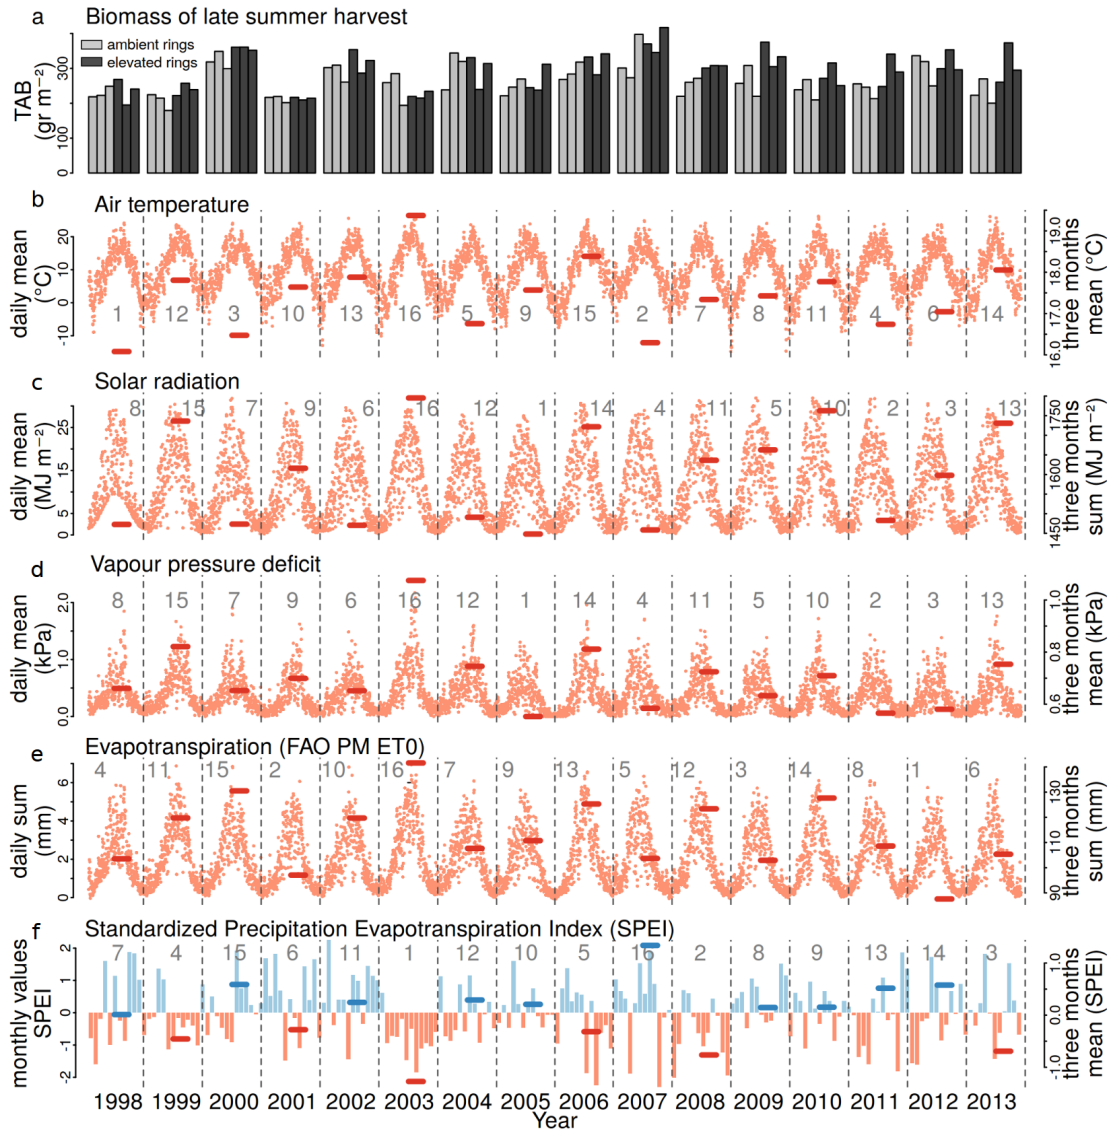 a Biomass of late summer harvest
ambient rings
elevated rings
TAB
(gr m⁻²)
0 100 300
b Air temperature
daily mean
(°C)
-10 0 10 20
1 12 3 10 13 16 5 9 15 2 7 8 11 4 6 14
16.0 17.0 18.0 19.0
three months
mean (°C)
c Solar radiation
daily mean
(MJ m⁻²)
0 5 15 25
8 15 7 9 6 16 12 1 14 4 11 5 10 2 3 13
1450 1600 1750
three months
sum (MJ m⁻²)
d Vapour pressure deficit
daily mean
(kPa)
0.0 1.0 2.0
8 15 7 9 6 16 12 1 14 4 11 5 10 2 3 13
0.6 0.8 1.0
three months
mean (kPa)
e Evapotranspiration (FAO PM ET0)
daily sum
(mm)
0 2 4 6
4 11 15 2 10 16 7 9 13 5 12 3 14 8 1 6
90 110 130
three months
sum (mm)
f Standardized Precipitation Evapotranspiration Index (SPEI)
monthly values
SPEI
-2 -1 0 1 2
7 4 15 6 11 1 12 10 5 16 2 8 9 13 14 3
-1.0 0.0 1.0
three months
mean (SPEI)
1998 1999 2000 2001 2002 2003 2004 2005 2006 2007 2008 2009 2010 2011 2012 2013
Year